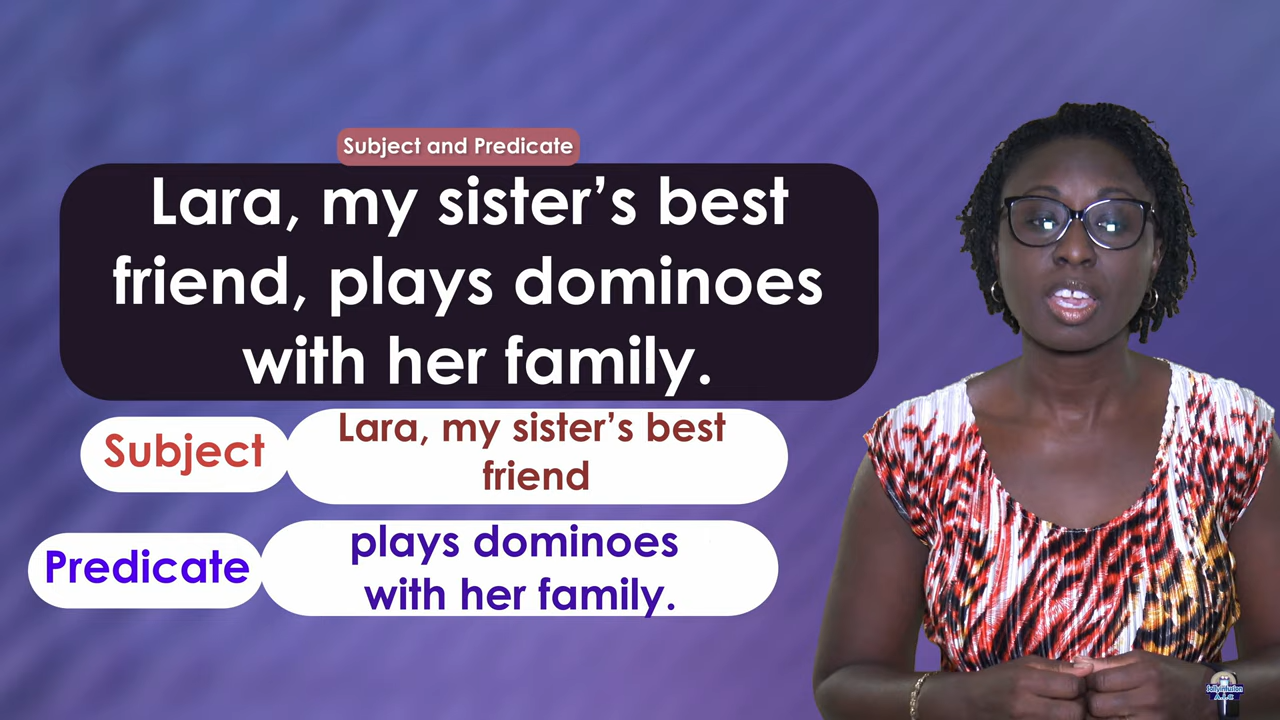 Subject and Predicate
Lara, my sister’s best
friend, plays dominoes
with her family.
Subject
Lara, my sister’s best
friend
Predicate
plays dominoes
with her family.